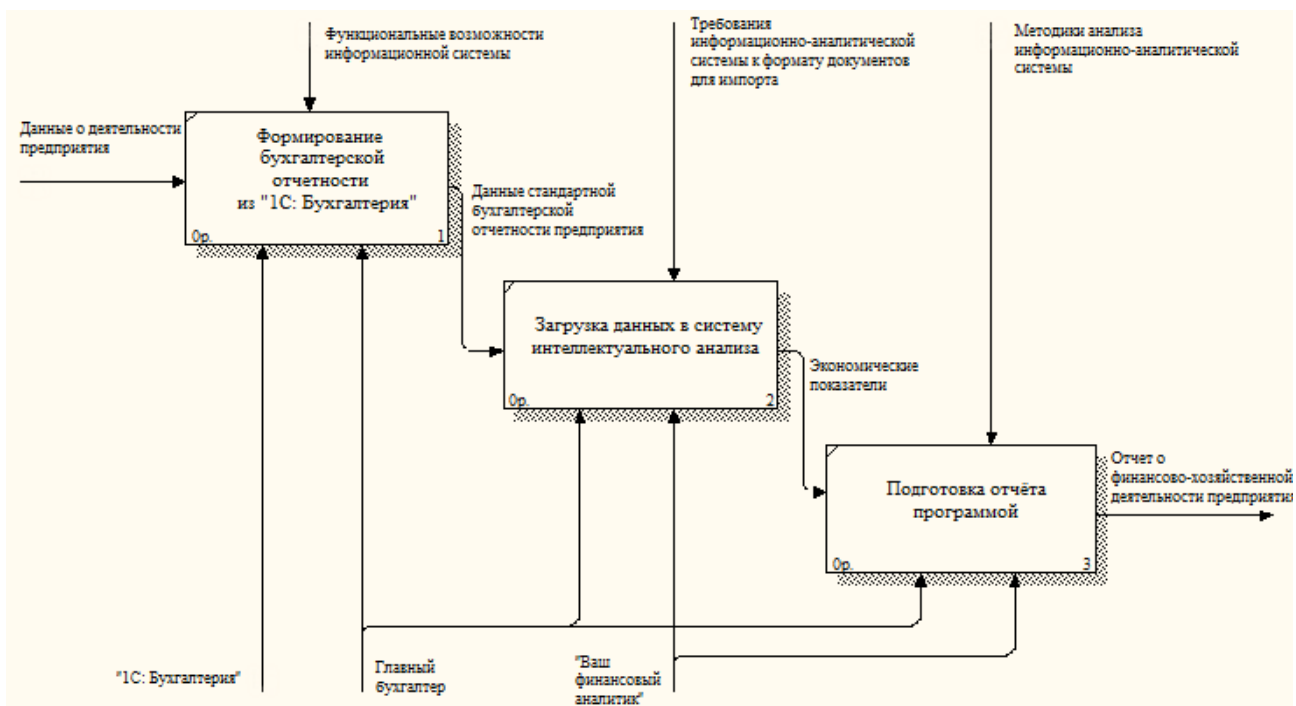 Функциональные возможности
информационной системы
Требования
информационно-аналитической
системы к формату документов
для импорта
Методики анализа
информационно-аналитической
системы
Данные о деятельности
предприятия
Формирование
бухгалтерской
отчетности
из "1С: Бухгалтерия"
0р.
1
Данные стандартной
бухгалтерской
отчетности предприятия
Загрузка данных в систему
интеллектуального анализа
0р.
2
Экономические
показатели
Подготовка отчёта
программой
0р.
3
Отчет о
финансово-хозяйственной
деятельности предприятия
"1С: Бухгалтерия"
Главный
бухгалтер
"Ваш
финансовый
аналитик"